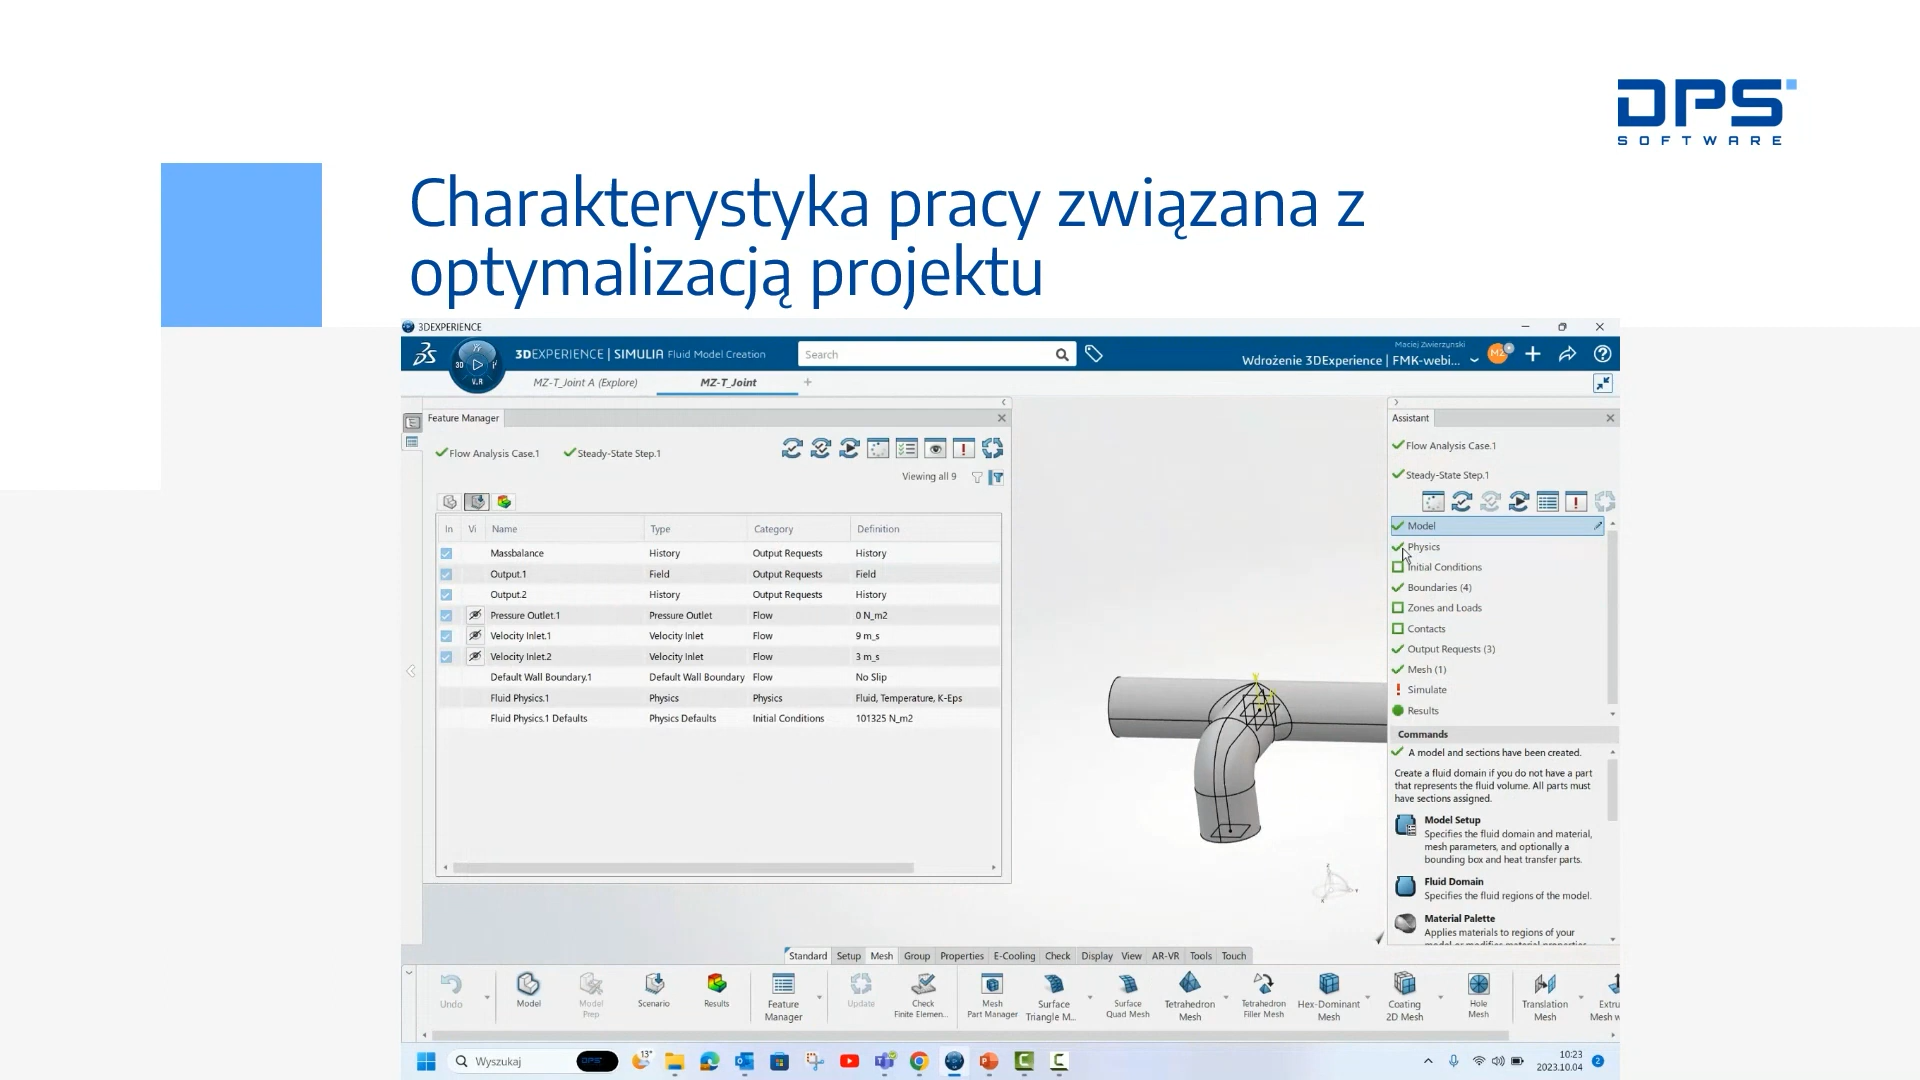 DPS
SOFTWARE
Charakterystyka pracy związana z
optymalizacją projektu
3DEXPERIENCE
3DEXPERIENCE | SIMULIA Fluid Model Creation
Search
Maciej Zwierzynski
Wdrożenie 3DExperience | FMK-webi...
MZ
3D
V.R
MZ-T_Joint A (Explore)
MZ-T_Joint
Feature Manager
Flow Analysis Case.1
Steady-State Step.1
Viewing all 9
In Vi Name Type Category Definition
Massbalance History Output Requests History
Output.1 Field Output Requests Field
Output.2 History Output Requests History
Pressure Outlet.1 Pressure Outlet Flow 0 N_m2
Velocity Inlet.1 Velocity Inlet Flow 9 m_s
Velocity Inlet.2 Velocity Inlet Flow 3 m_s
Default Wall Boundary.1 Default Wall Boundary Flow No Slip
Fluid Physics.1 Physics Physics Fluid, Temperature, K-Eps
Fluid Physics.1 Defaults Physics Defaults Initial Conditions 101325 N_m2
Assistant
Flow Analysis Case.1
Steady-State Step.1
Model
Physics
Initial Conditions
Boundaries (4)
Zones and Loads
Contacts
Output Requests (3)
Mesh (1)
Simulate
Results
Commands
A model and sections have been created.
Create a fluid domain if you do not have a part
that represents the fluid volume. All parts must
have sections assigned.
Model Setup
Specifies the fluid domain and material,
mesh parameters, and optionally a
bounding box and heat transfer parts.
Fluid Domain
Specifies the fluid regions of the model.
Material Palette
Applies materials to regions of your
model or modifies material properties
Standard Setup Mesh Group Properties E-Cooling Check Display View AR-VR Tools Touch
Undo
Model
Model
Prep
Scenario
Results
Feature
Manager
Update
Check
Finite Elemen...
Mesh
Part Manager
Surface
Triangle M...
Surface
Quad Mesh
Tetrahedron
Mesh
Tetrahedron
Filler Mesh
Hex-Dominant
Mesh
Coating
2D Mesh
Hole
Mesh
Translation
Mesh
Extru
Mesh w
Wyszukaj
DPS
13°
10:23
2023.10.04
2